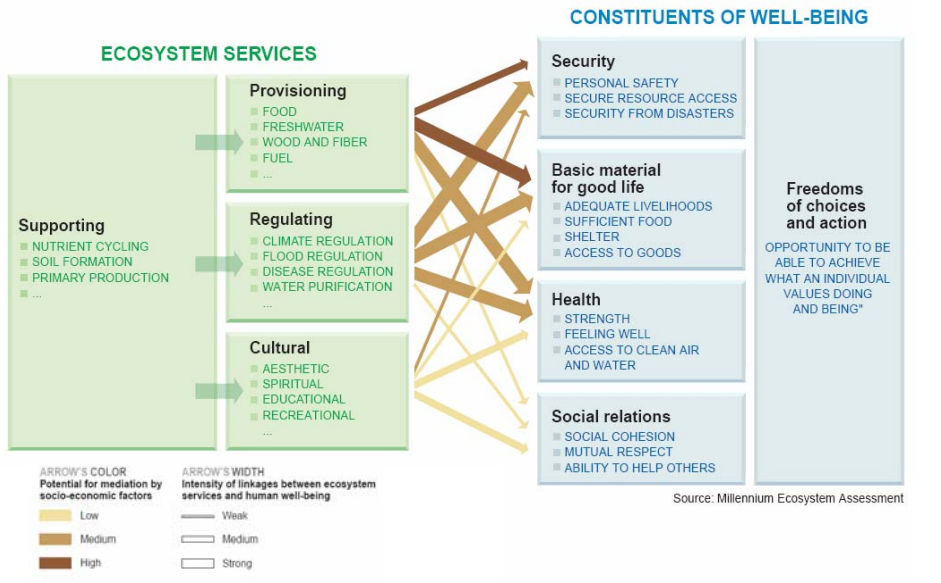 CONSTITUENTS OF WELL-BEING
ECOSYSTEM SERVICES
Supporting
NUTRIENT CYCLING
SOIL FORMATION
PRIMARY PRODUCTION
...
Provisioning
FOOD
FRESHWATER
WOOD AND FIBER
FUEL
...
Regulating
CLIMATE REGULATION
FLOOD REGULATION
DISEASE REGULATION
WATER PURIFICATION
...
Cultural
AESTHETIC
SPIRITUAL
EDUCATIONAL
RECREATIONAL
...
Security
PERSONAL SAFETY
SECURE RESOURCE ACCESS
SECURITY FROM DISASTERS
Basic material
for good life
ADEQUATE LIVELIHOODS
SUFFICIENT FOOD
SHELTER
ACCESS TO GOODS
Health
STRENGTH
FEELING WELL
ACCESS TO CLEAN AIR
AND WATER
Social relations
SOCIAL COHESION
MUTUAL RESPECT
ABILITY TO HELP OTHERS
Freedoms
of choices
and action
OPPORTUNITY TO BE
ABLE TO ACHIEVE
WHAT AN INDIVIDUAL
VALUES DOING
AND BEING"
ARROW'S COLOR
Potential for mediation by
socio-economic factors
Low
Medium
High
ARROW'S WIDTH
Intensity of linkages between ecosystem
services and human well-being
Weak
Medium
Strong
Source: Millennium Ecosystem Assessment